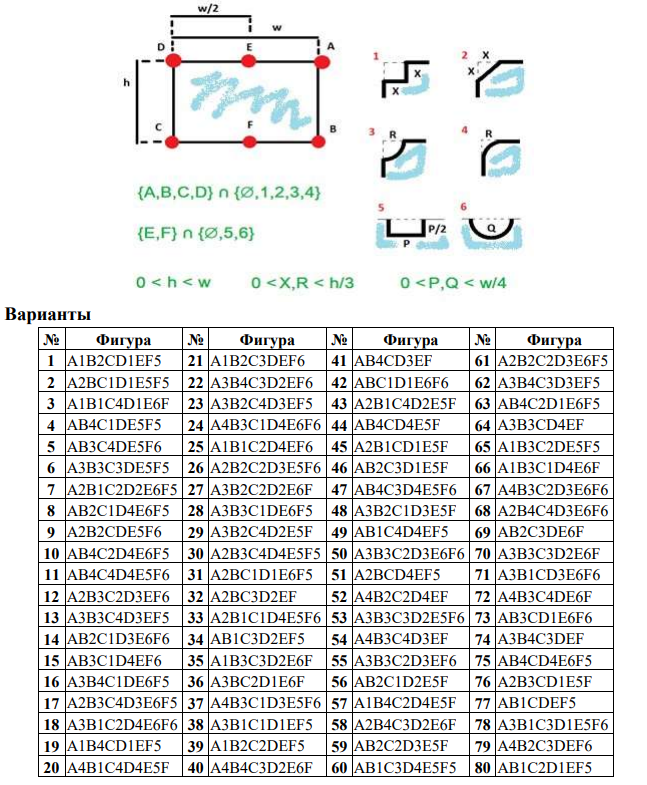 w/2
w
D E A
1 2 X
X X
X
h
3 R 4 R
C F B
5 6
{A,B,C,D} ∩ {∅,1,2,3,4}
P/2 Q
P
{E,F} ∩ {∅,5,6}
0 < h < w 0 <X,R < h/3 0 <P,Q < w/4
Варианты
№ Фигура № Фигура № Фигура № Фигура
1 A1B2CD1EF5 21 A1B2C3DEF6 41 AB4CD3EF 61 A2B2C2D3E6F5
2 A2BC1D1E5F5 22 A3B4C3D2EF6 42 ABC1D1E6F6 62 A3B4C3D3EF5
3 A1B1C4D1E6F 23 A3B2C4D3EF5 43 A2B1C4D2E5F 63 AB4C2D1E6F5
4 AB4C1DE5F5 24 A4B3C1D4E6F6 44 AB4CD4E5F 64 A3B3CD4EF
5 AB3C4DE5F6 25 A1B1C2D4EF6 45 A2B1CD1E5F 65 A1B3C2DE5F5
6 A3B3C3DE5F5 26 A2B2C2D3E5F6 46 AB2C3D1E5F 66 A1B3C1D4E6F
7 A2B1C2D2E6F5 27 A3B2C2D2E6F 47 AB4C3D4E5F6 67 A4B3C2D3E6F6
8 AB2C1D4E6F5 28 A3B3C1DE6F5 48 A3B2C1D3E5F 68 A2B4C4D3E6F6
9 A2B2CDE5F6 29 A3B2C4D2E5F 49 AB1C4D4EF5 69 AB2C3DE6F
10 AB4C2D4E6F5 30 A2B3C4D4E5F5 50 A3B3C2D3E6F6 70 A3B3C3D2E6F
11 AB4C4D4E5F6 31 A2BC1D1E6F5 51 A2BCD4EF5 71 A3B1CD3E6F6
12 A2B3C2D3EF6 32 A2BC3D2EF 52 A4B2C2D4EF 72 A4B3C4DE6F
13 A3B3C4D3EF5 33 A2B1C1D4E5F6 53 A3B3C3D2E5F6 73 AB3CD1E6F6
14 AB2C1D3E6F6 34 AB1C3D2EF5 54 A4B3C4D3EF 74 A3B4C3DEF
15 AB3C1D4EF6 35 A1B3C3D2E6F 55 A3B3C2D3EF6 75 AB4CD4E6F5
16 A3B4C1DE6F5 36 A3BC2D1E6F 56 AB2C1D2E5F 76 A2B3CD1E5F
17 A2B3C4D3E6F5 37 A4B3C1D3E5F6 57 A1B4C2D4E5F 77 AB1CDEF5
18 A3B1C2D4E6F6 38 A3B1C1D1EF5 58 A2B4C3D2E6F 78 A3B1C3D1E5F6
19 A1B4CD1EF5 39 A1B2C2DEF5 59 AB2C2D3E5F 79 A4B2C3DEF6
20 A4B1C4D4E5F 40 A4B4C3D2E6F 60 AB1C3D4E5F5 80 AB1C2D1EF5